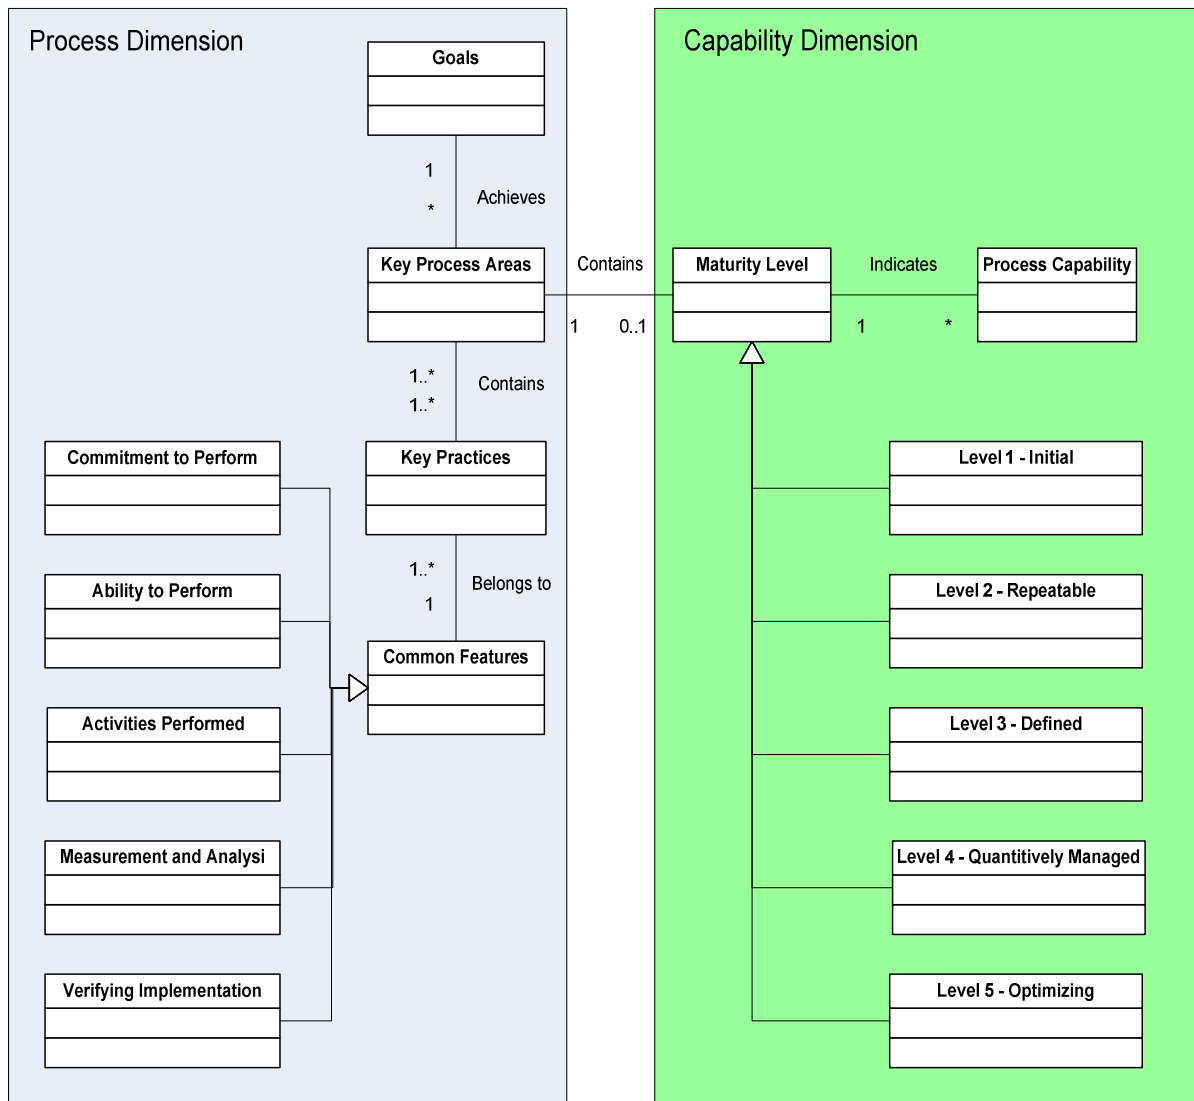 Process Dimension
Goals
1
Achieves
*
Key Process Areas
1..*
Contains
1..*
Key Practices
1..*
Belongs to
1
Common Features
Commitment to Perform
Ability to Perform
Activities Performed
Measurement and Analysi
Verifying Implementation
Contains
1 0..1
Capability Dimension
Maturity Level
Indicates
1 *
Process Capability
Level 1 - Initial
Level 2 - Repeatable
Level 3 - Defined
Level 4 - Quantitively Managed
Level 5 - Optimizing